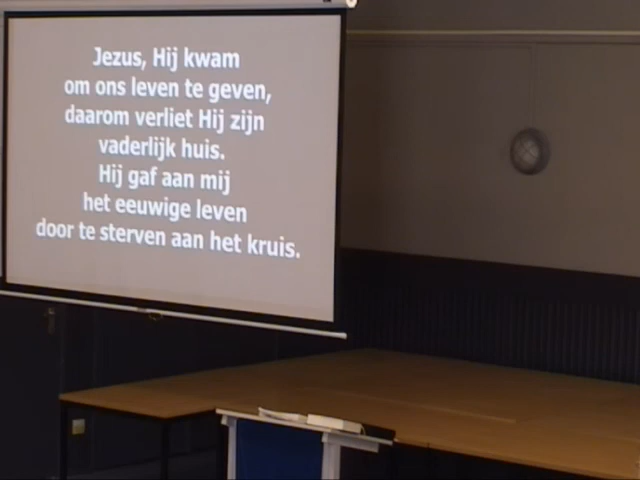 Jezus, Hij kwam
om ons leven te geven,
daarom verliet Hij zijn
vaderlijk huis.
Hij gaf aan mij
het eeuwige leven
door te sterven aan het kruis.